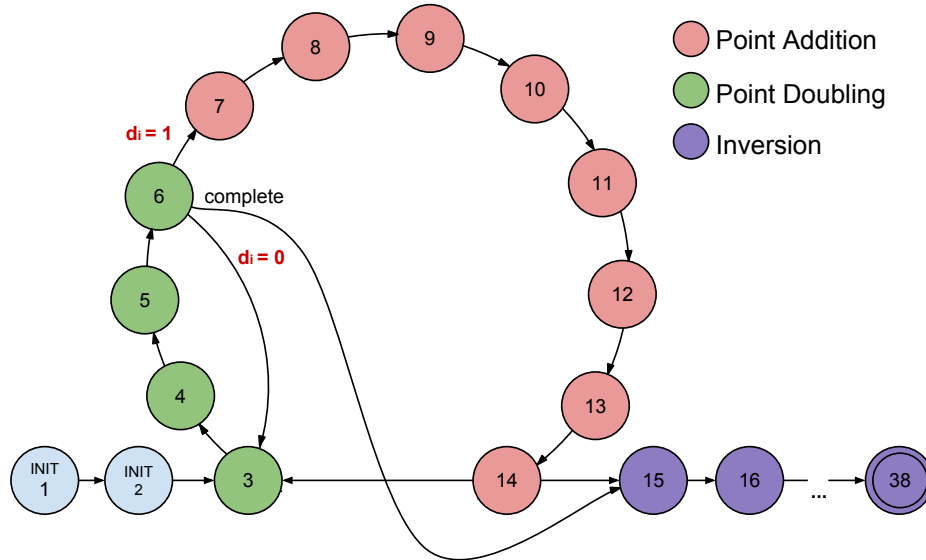 8
9
Point Addition
7
10
Point Doubling
dᵢ = 1
Inversion
6
complete
11
dᵢ = 0
5
12
4
13
INIT
1
INIT
2
3
14
15
16
...
38